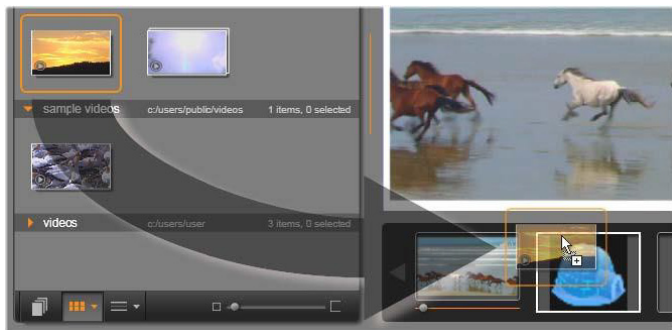 sample videos c:/users/public/videos 1 items, 0 selected
videos c:/users/user 3 items, 0 selected